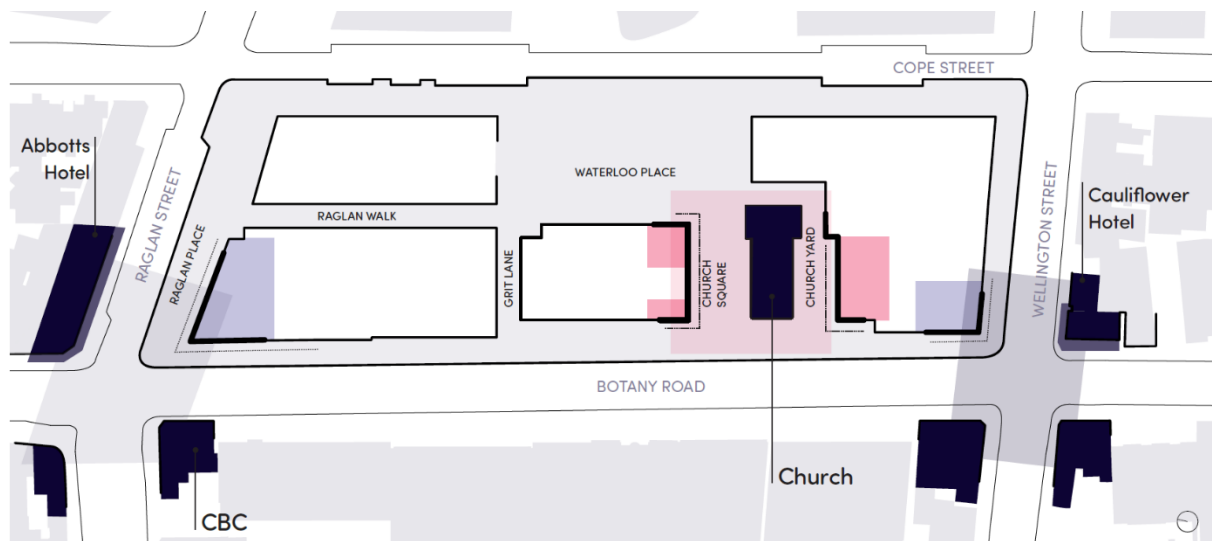 COPE STREET
Abbotts
Hotel
RAGLAN STREET
WATERLOO PLACE
Cauliflower
Hotel
WELLINGTON STREET
RAGLAN WALK
RAGLAN PLACE
GRIT LANE
CHURCH
SQUARE
CHURCH YARD
BOTANY ROAD
Church
CBC